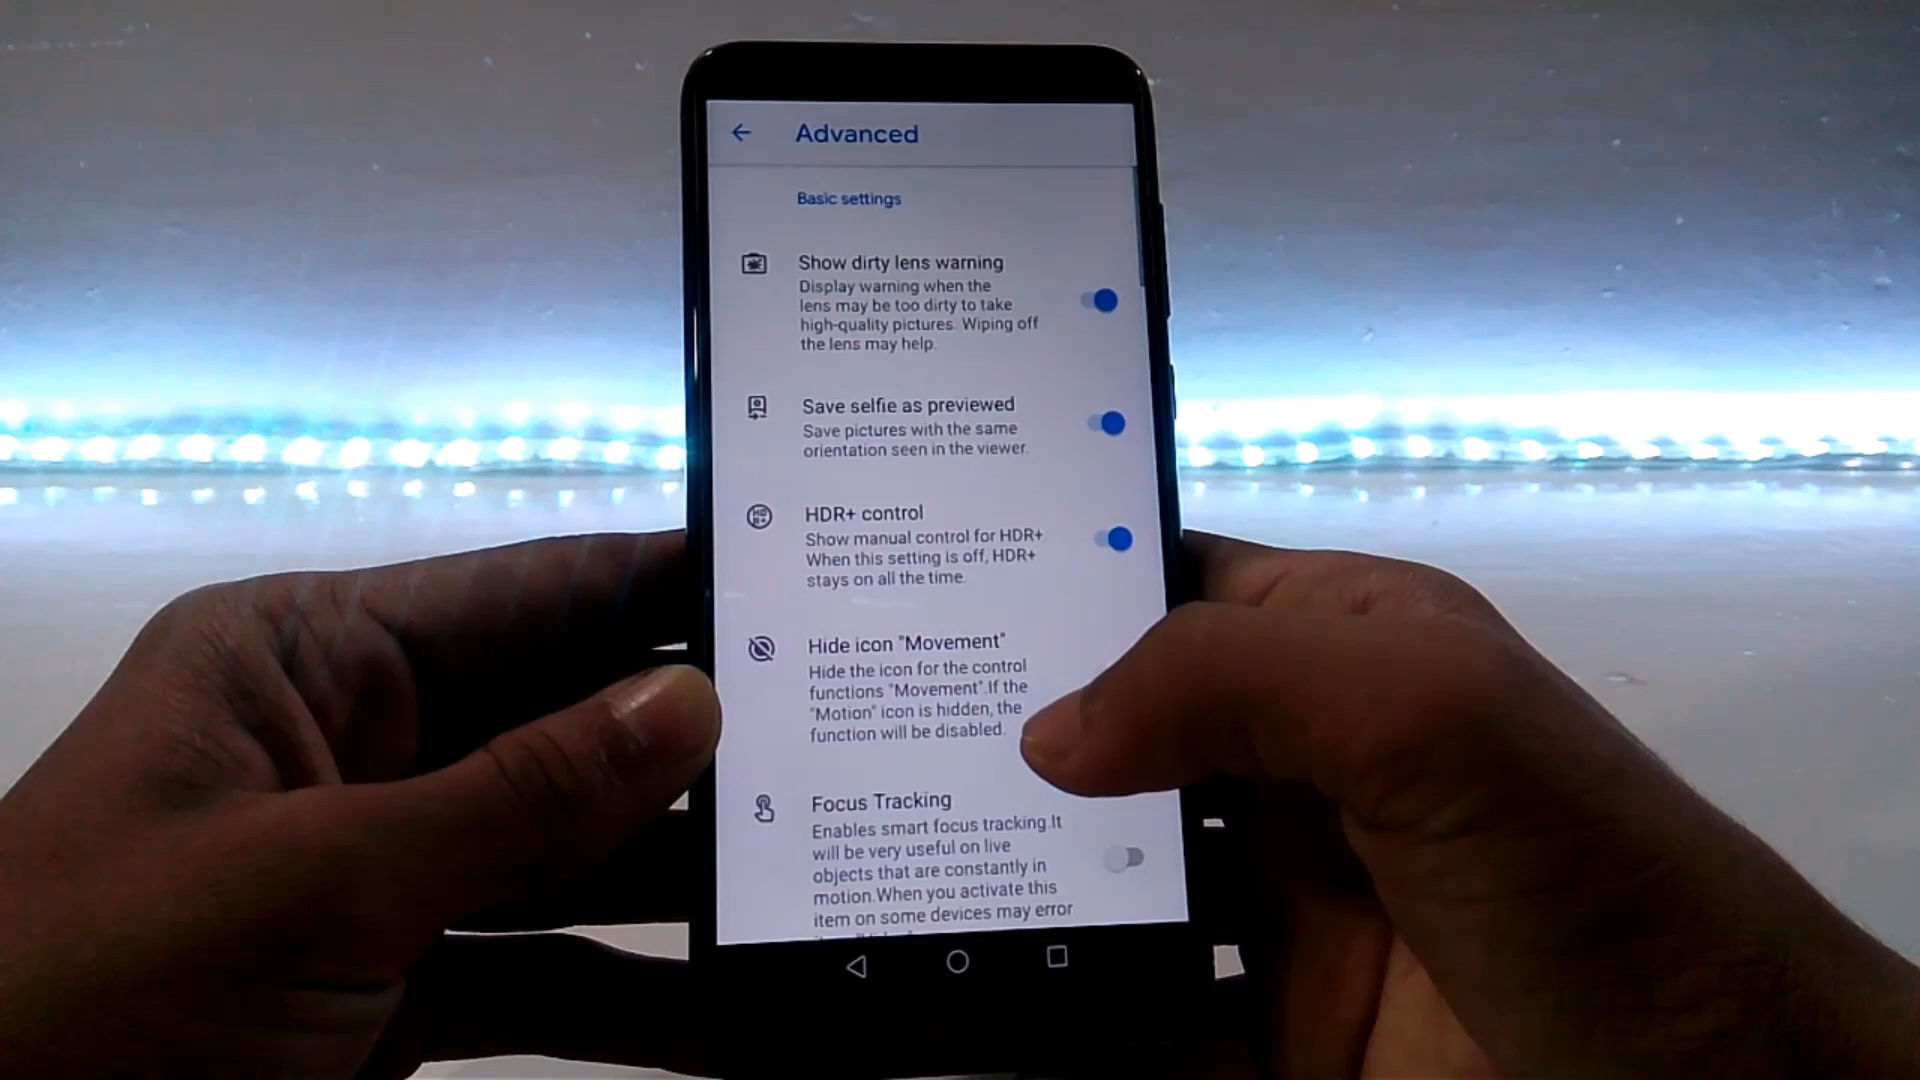 Advanced
Basic settings
Show dirty lens warning
Display warning when the
lens may be too dirty to take
high-quality pictures. Wiping off
the lens may help.
Save selfie as previewed
Save pictures with the same
orientation seen in the viewer.
HDR+ control
Show manual control for HDR+.
When this setting is off, HDR+
stays on all the time.
Hide icon "Movement"
Hide the icon for the control
functions "Movement".If the
"Motion" icon is hidden, the
function will be disabled.
Focus Tracking
Enables smart focus tracking.It
will be very useful on live
objects that are constantly in
motion.When you activate this
item on some devices may error